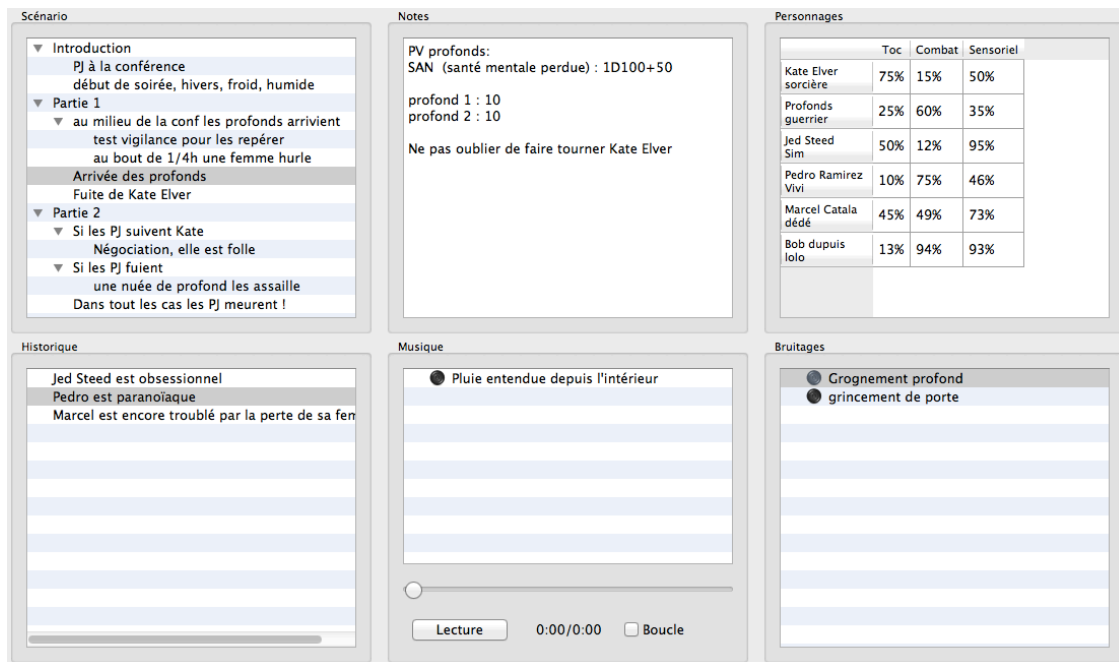 Scénario
Introduction
PJ à la conférence
début de soirée, hivers, froid, humide
Partie 1
au milieu de la conf les profonds arrivient
test vigilance pour les repérer
au bout de 1/4h une femme hurle
Arrivée des profonds
Fuite de Kate Elver
Partie 2
Si les PJ suivent Kate
Négociation, elle est folle
Si les PJ fuient
une nuée de profond les assaille
Dans tout les cas les PJ meurent !
Notes
PV profonds:
SAN (santé mentale perdue) : 1D100+50
profond 1 : 10
profond 2 : 10
Ne pas oublier de faire tourner Kate Elver
Personnages
Toc Combat Sensoriel
Kate Elver
sorcière 75% 15% 50%
Profonds
guerrier 25% 60% 35%
Jed Steed
Sim 50% 12% 95%
Pedro Ramirez
Vivi 10% 75% 46%
Marcel Catala
dédé 45% 49% 73%
Bob dupuis
lolo 13% 94% 93%
Historique
Jed Steed est obsessionnel
Pedro est paranoïaque
Marcel est encore troublé par la perte de sa fem
Musique
Pluie entendue depuis l'intérieur
Lecture 0:00/0:00 Boucle
Bruitages
Grognement profond
grincement de porte